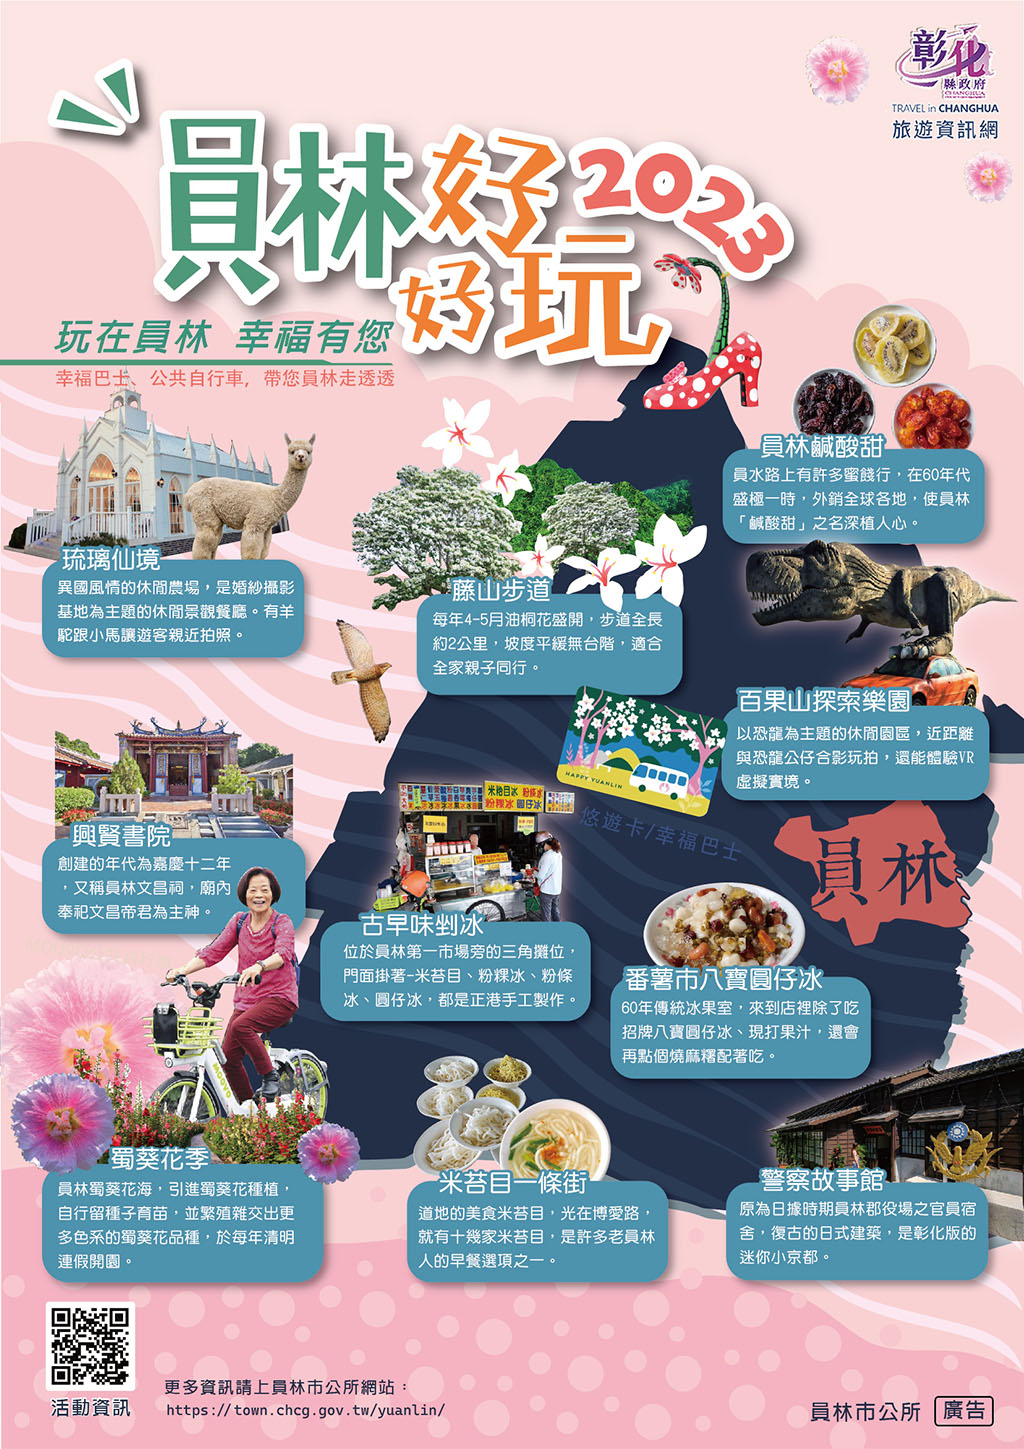 彰化
縣政府
CHANGHUA
TRAVEL in CHANGHUA
旅遊資訊網
員林好好玩
2023
玩在員林 幸福有您
幸福巴士、公共自行車，帶您員林走透透
員林鹹酸甜
員水路上有許多蜜餞行，在60年代
盛極一時，外銷全球各地，使員林
「鹹酸甜」之名深植人心。
琉璃仙境
異國風情的休閒農場，是婚紗攝影
基地為主題的休閒景觀餐廳。有羊
駝跟小馬讓遊客親近拍照。
藤山步道
每年4-5月油桐花盛開，步道全長
約2公里，坡度平緩無台階，適合
全家親子同行。
百果山探索樂園
以恐龍為主題的休閒園區，近距離
與恐龍公仔合影玩拍，還能體驗VR
虛擬實境。
HAPPY YUANLIN
悠遊卡/幸福巴士
興賢書院
創建的年代為嘉慶十二年
，又稱員林文昌祠，廟內
奉祀文昌帝君為主神。
米苔目冰 粉條冰
粉粿冰 圓仔冰
古早味剉冰
位於員林第一市場旁的三角攤位，
門面掛著-米苔目、粉粿冰、粉條
冰、圓仔冰，都是正港手工製作。
員林
番薯市八寶圓仔冰
60年傳統冰果室，來到店裡除了吃
招牌八寶圓仔冰、現打果汁，還會
再點個燒麻糬配著吃。
MOOVO
蜀葵花季
員林蜀葵花海，引進蜀葵花種植，
自行留種子育苗，並繁殖雜交出更
多色系的蜀葵花品種，於每年清明
連假開園。
米苔目一條街
道地的美食米苔目，光在博愛路，
就有十幾家米苔目，是許多老員林
人的早餐選項之一。
警察故事館
原為日據時期員林郡役場之官員宿
舍，復古的日式建築，是彰化版的
迷你小京都。
活動資訊
更多資訊請上員林市公所網站：
https://town.chcg.gov.tw/yuanlin/
員林市公所 廣告